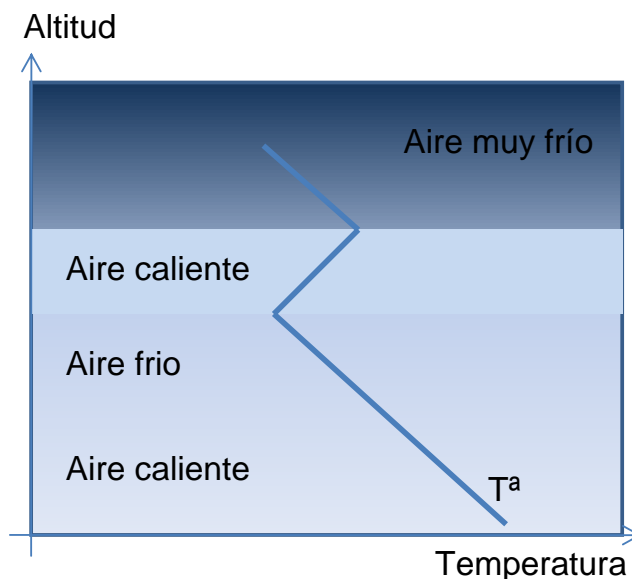 Altitud
Aire muy frío
Aire caliente
Aire frio
Aire caliente
Tª
Temperatura